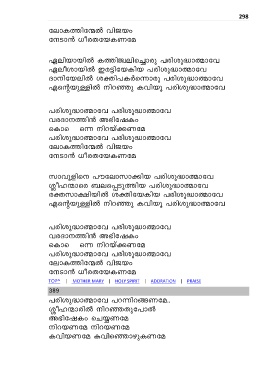 298
ലോകത്തിന്മേൽ വിജയം
നേടാൻ ധീരതയേകണമേ
ഏലിയായിൽ കത്തിജ്വലിച്ചൊരു പരിശുദ്ധാത്മാവേ
ഏലീശായിൽ ഇരട്ടിയേകിയ പരിശുദ്ധാത്മാവേ
ദാനിയേലിൽ ശക്തിപകർന്നൊരു പരിശുദ്ധാത്മാവേ
എന്റെയുള്ളിൽ നിറഞ്ഞു കവിയൂ പരിശുദ്ധാത്മാവേ
പരിശുദ്ധാത്മാവേ പരിശുദ്ധാത്മാവേ
വരദാനത്തിൻ അഭിഷേകം
കൊണ്ടെന്നെ നിറയ്ക്കണമേ
പരിശുദ്ധാത്മാവേ പരിശുദ്ധാത്മാവേ
ലോകത്തിന്മേൽ വിജയം
നേടാൻ ധീരതയേകണമേ
സാവൂളിനെ പൗലോസാക്കിയ പരിശുദ്ധാത്മാവേ
ശ്ലീഹന്മാരെ ബലപ്പെടുത്തിയ പരിശുദ്ധാത്മാവേ
രക്തസാക്ഷിയിൽ ശക്തിയേകിയ പരിശുദ്ധാത്മാവേ
എന്റെയുള്ളിൽ നിറഞ്ഞു കവിയൂ പരിശുദ്ധാത്മാവേ
പരിശുദ്ധാത്മാവേ പരിശുദ്ധാത്മാവേ
വരദാനത്തിൻ അഭിഷേകം
കൊണ്ടെന്നെ നിറയ്ക്കണമേ
പരിശുദ്ധാത്മാവേ പരിശുദ്ധാത്മാവേ
ലോകത്തിന്മേൽ വിജയം
നേടാൻ ധീരതയേകണമേ
TOP^ | MOTHER MARY | HOLY SPIRIT | ADORATION | PRAISE
389
പരിശുദ്ധാത്മാവേ പറന്നിറങ്ങണമേ..
ശ്ലീഹന്മാരിൽ നിറഞ്ഞതുപോൽ
അഭിഷേകം ചെയ്യണമേ
നിറയണമേ നിറയണമേ
കവിയണമേ കവിഞ്ഞൊഴുകണമേ